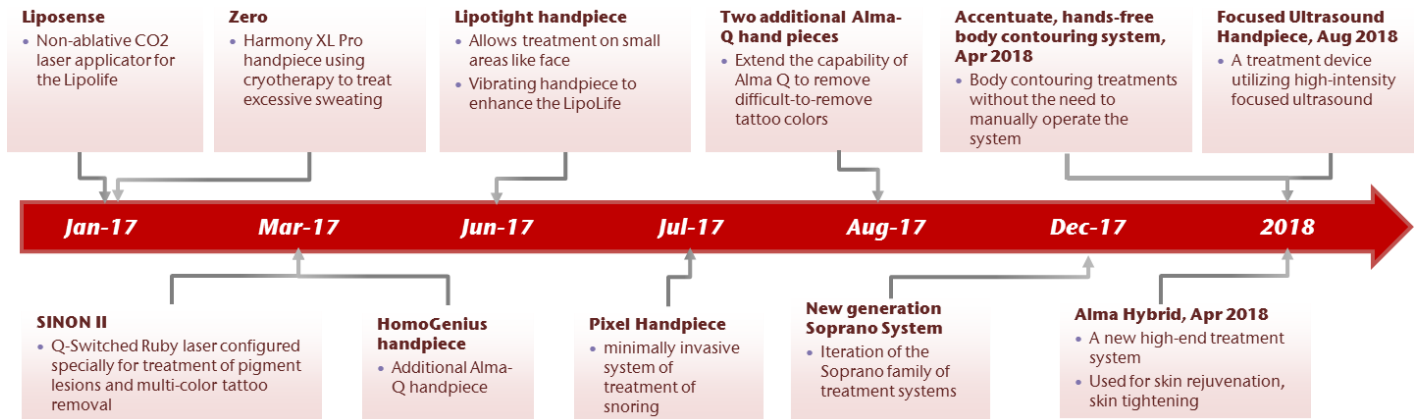 Liposense
• Non-ablative CO2
laser applicator for
the Lipolife
Zero
• Harmony XL Pro
handpiece using
cryotherapy to treat
excessive sweating
Lipotight handpiece
• Allows treatment on small
areas like face
• Vibrating handpiece to
enhance the LipoLife
Two additional Alma-
Q hand pieces
• Extend the capability of
Alma Q to remove
difficult-to-remove
tattoo colors
Accentuate, hands-free
body contouring system,
Apr 2018
• Body contouring treatments
without the need to
manually operate the
system
Focused Ultrasound
Handpiece, Aug 2018
• A treatment device
utilizing high-intensity
focused ultrasound
Jan-17
Mar-17
Jun-17
Jul-17
Aug-17
Dec-17
2018
SINON II
• Q-Switched Ruby laser configured
specially for treatment of pigment
lesions and multi-color tattoo
removal
HomoGenius
handpiece
• Additional Alma-
Q handpiece
Pixel Handpiece
• minimally invasive
system of
treatment of
snoring
New generation
Soprano System
• Iteration of the
Soprano family of
treatment systems
Alma Hybrid, Apr 2018
• A new high-end treatment
system
• Used for skin rejuvenation,
skin tightening